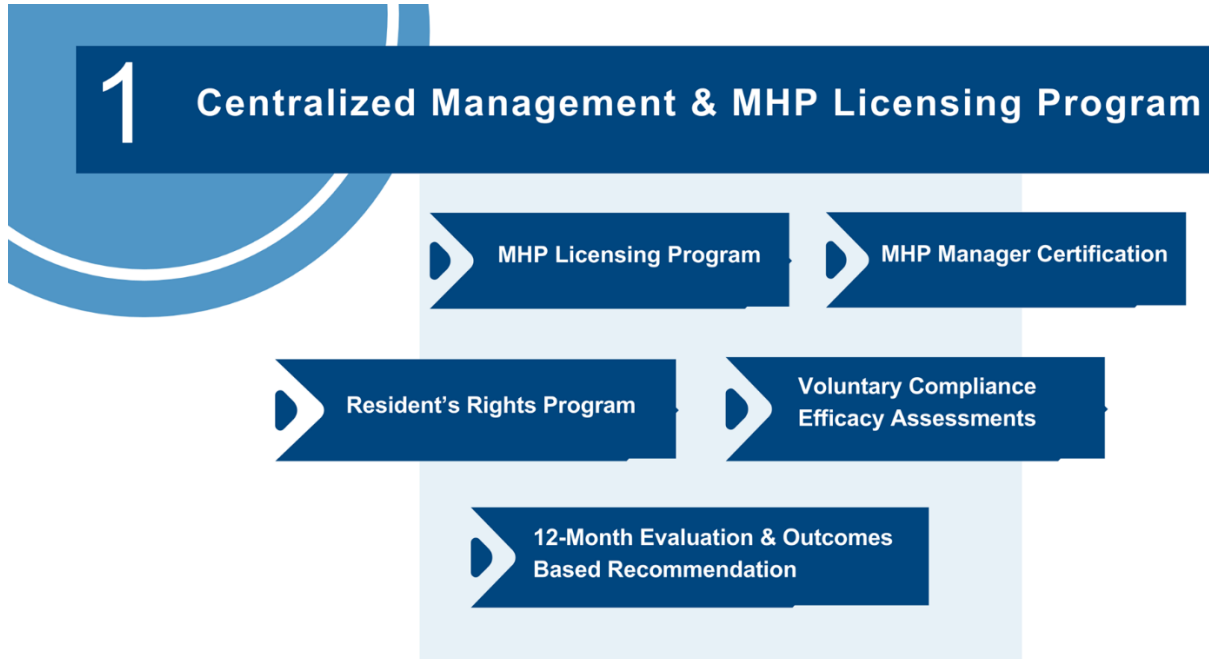 1
Centralized Management & MHP Licensing Program
MHP Licensing Program
MHP Manager Certification
Resident’s Rights Program
Voluntary Compliance
Efficacy Assessments
12-Month Evaluation & Outcomes
Based Recommendation